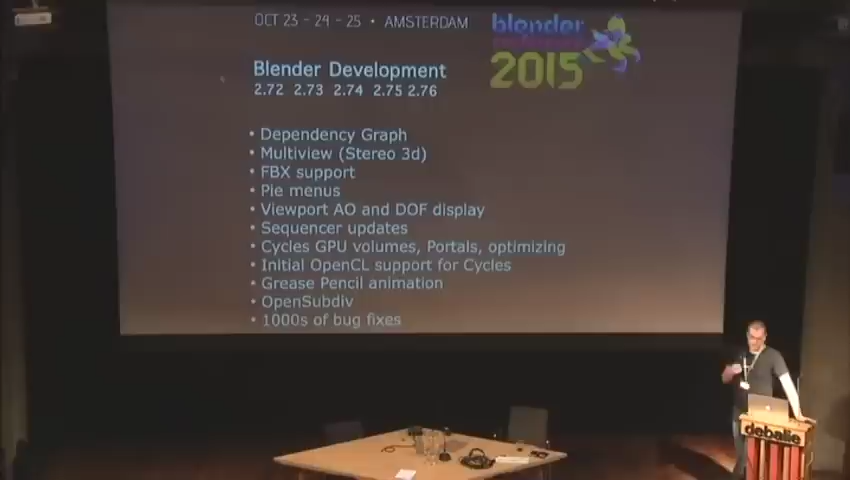 OCT 23 - 24 - 25 • AMSTERDAM
blender
conference
2015
Blender Development
2.72 2.73 2.74 2.75 2.76
• Dependency Graph
• Multiview (Stereo 3d)
• FBX support
• Pie menus
• Viewport AO and DOF display
• Sequencer updates
• Cycles GPU volumes, Portals, optimizing
• Initial OpenCL support for Cycles
• Grease Pencil animation
• OpenSubdiv
• 1000s of bug fixes
debalie